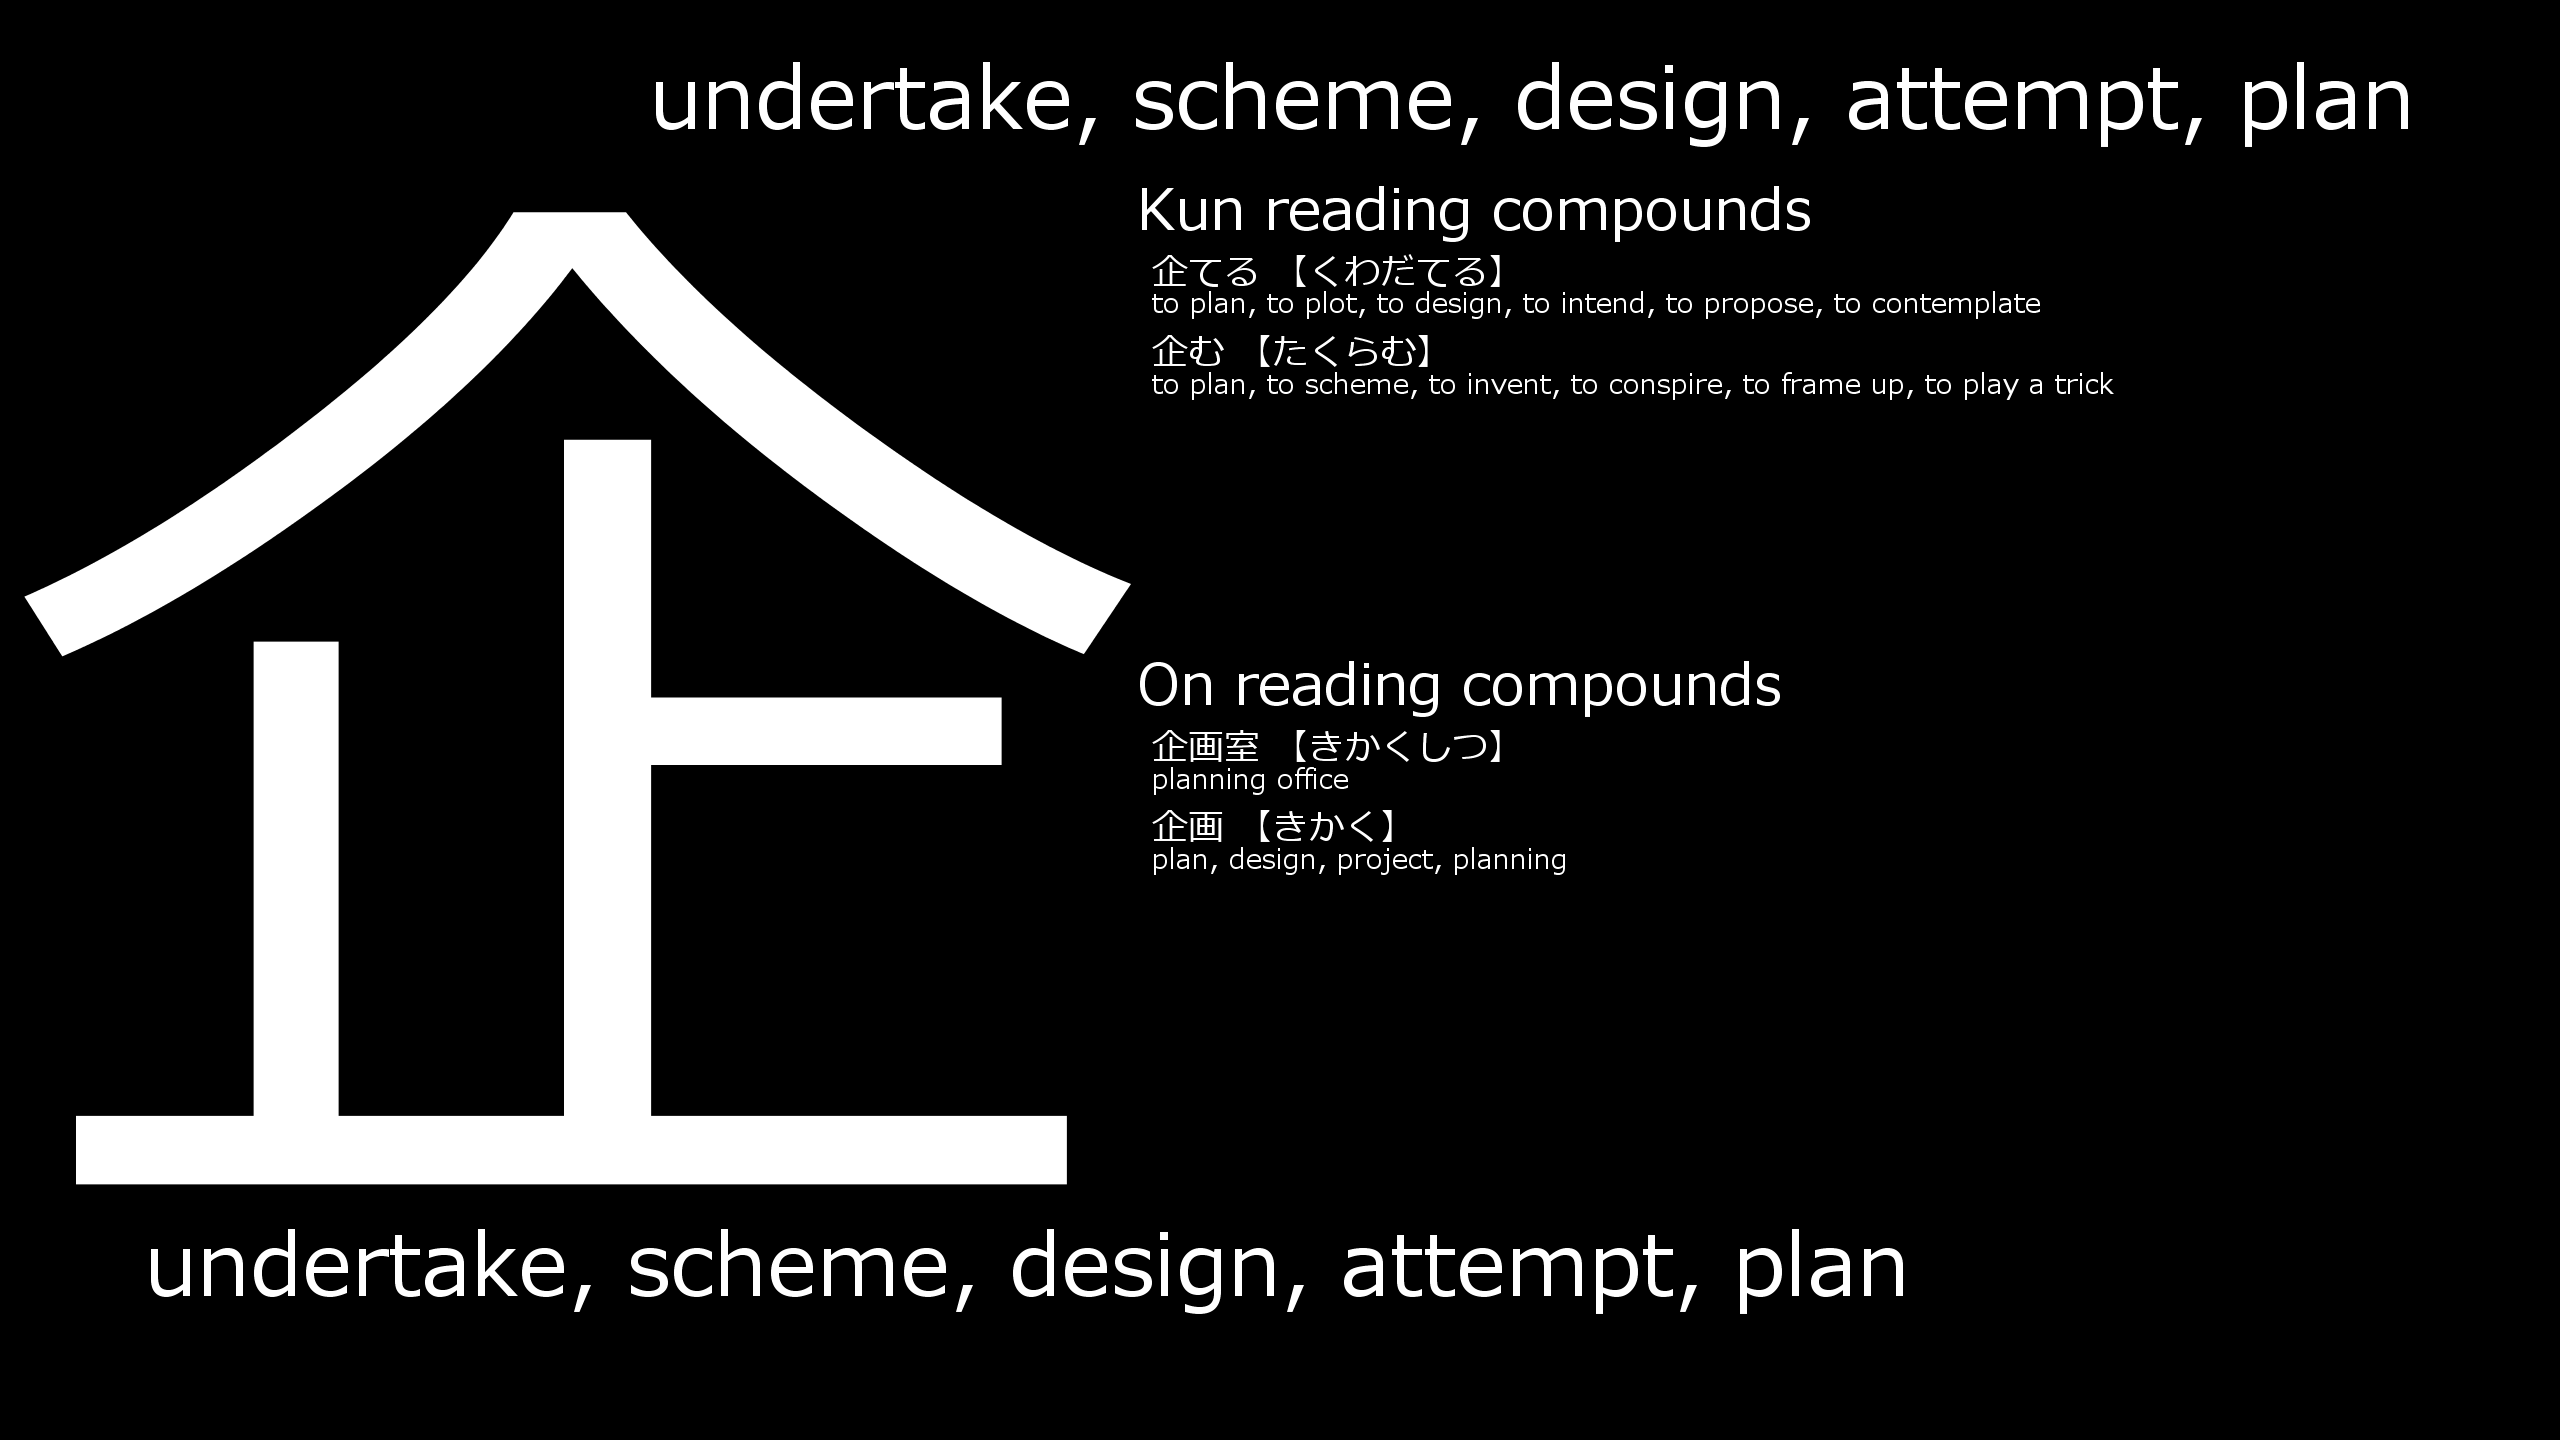 undertake, scheme, design, attempt, plan
企
Kun reading compounds
企てる 【くわだてる】
to plan, to plot, to design, to intend, to propose, to contemplate
企む 【たくらむ】
to plan, to scheme, to invent, to conspire, to frame up, to play a trick
On reading compounds
企画室 【きかくしつ】
planning office
企画 【きかく】
plan, design, project, planning
undertake, scheme, design, attempt, plan